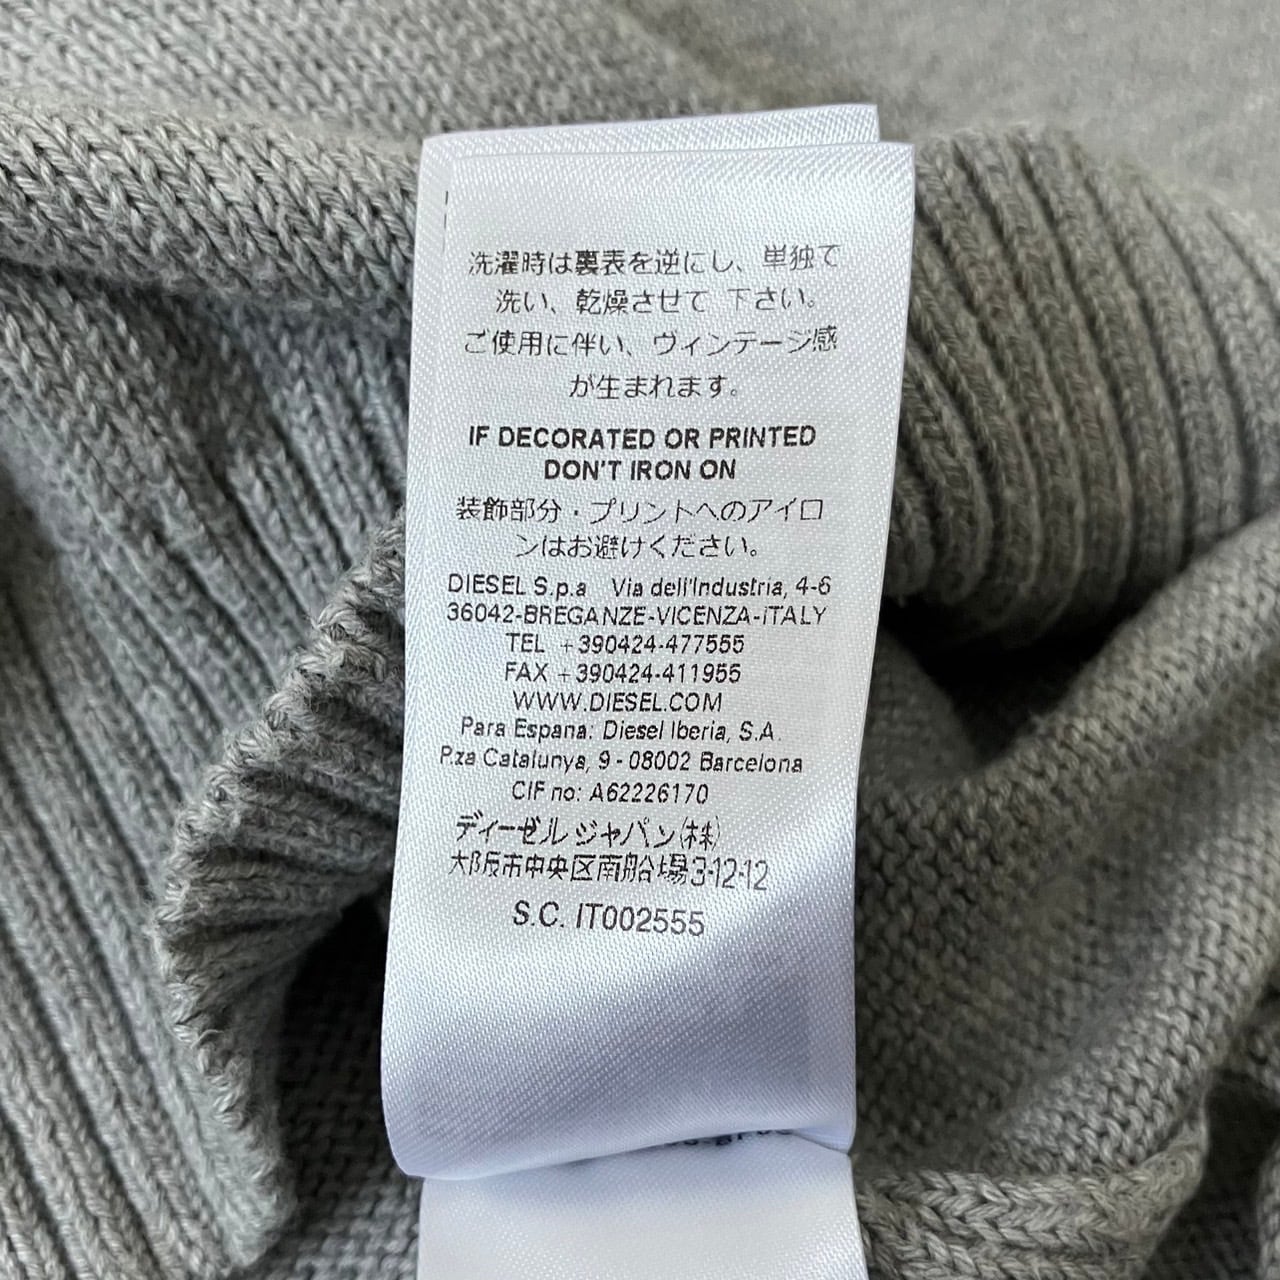 洗濯時は裏表を逆にし、単独で
洗い、乾燥させて 下さい。
ご使用に伴い、ヴィンテージ感
が生まれます。
IF DECORATED OR PRINTED
DON'T IRON ON
装飾部分・プリントへのアイロ
ンはお避けください。
DIESEL S.p.a Via dell'Industria, 4-6
36042-BREGANZE-VICENZA-ITALY
TEL +390424-477555
FAX +390424-411955
WWW.DIESEL.COM
Para Espana: Diesel Iberia, S.A.
P.za Catalunya, 9 - 08002 Barcelona
CIF no: A62226170
ディーゼル ジャパン(株)
大阪市中央区南船場3-12-12
S.C. IT002555